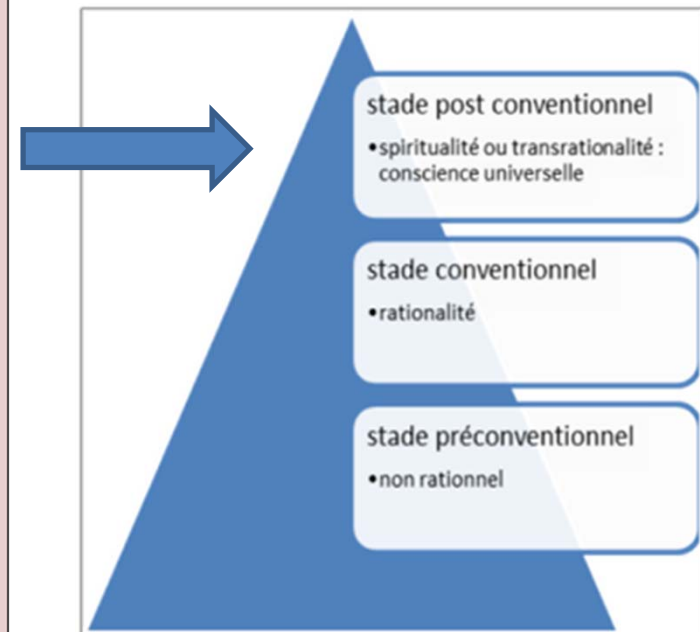 stade post conventionnel
•spiritualité ou transrationalité :
conscience universelle
stade conventionnel
•rationalité
stade préconventionnel
•non rationnel